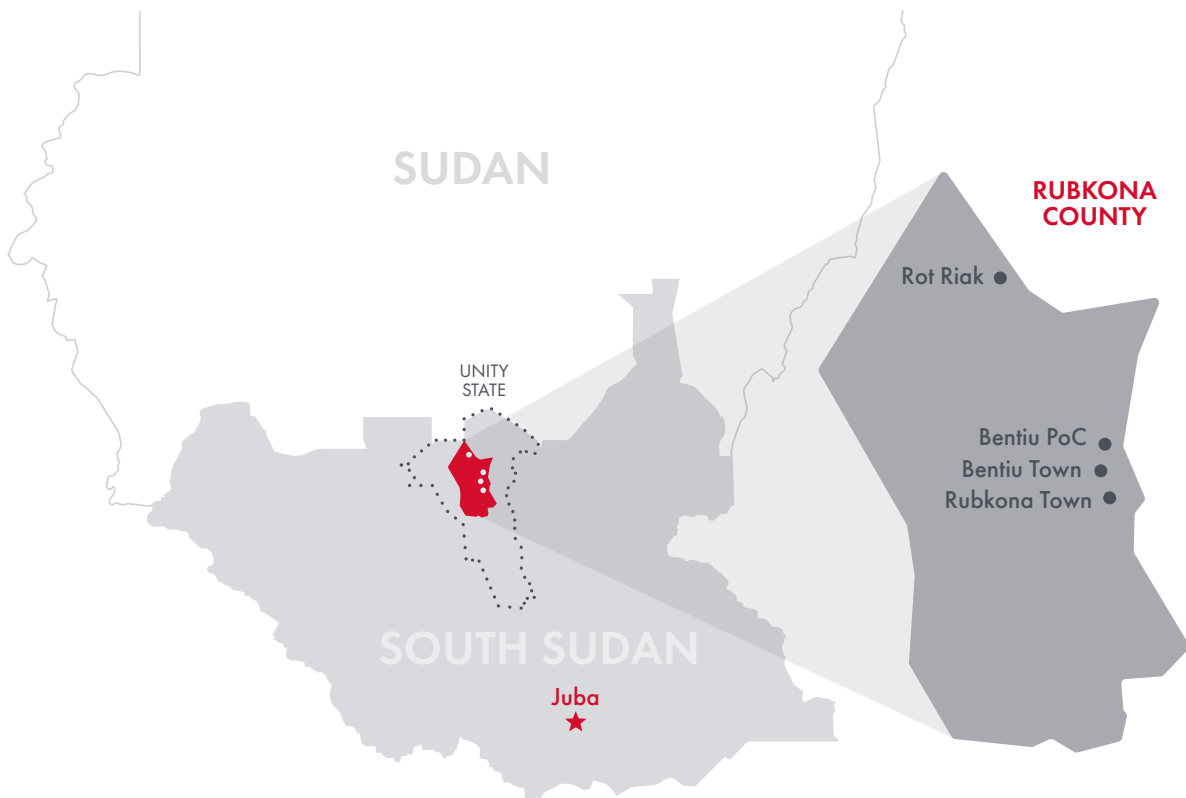 SUDAN
RUBKONA
COUNTY
Rot Riak
UNITY
STATE
Bentiu PoC
Bentiu Town
Rubkona Town
SOUTH SUDAN
Juba